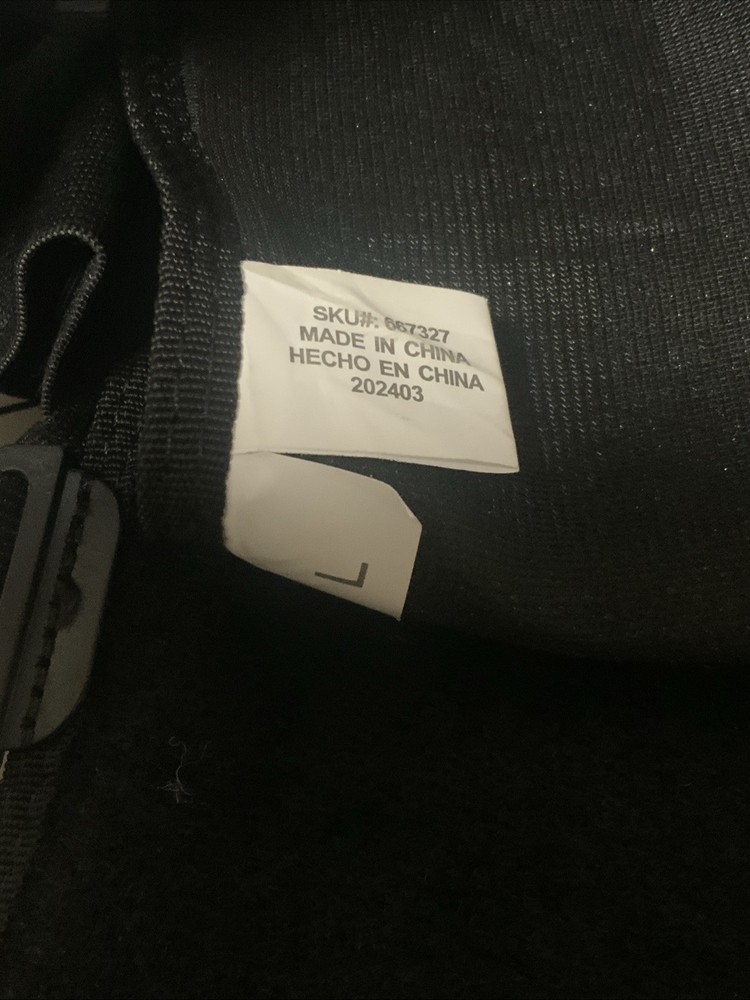 SKU#: 667327
MADE IN CHINA
HECHO EN CHINA
202403
L